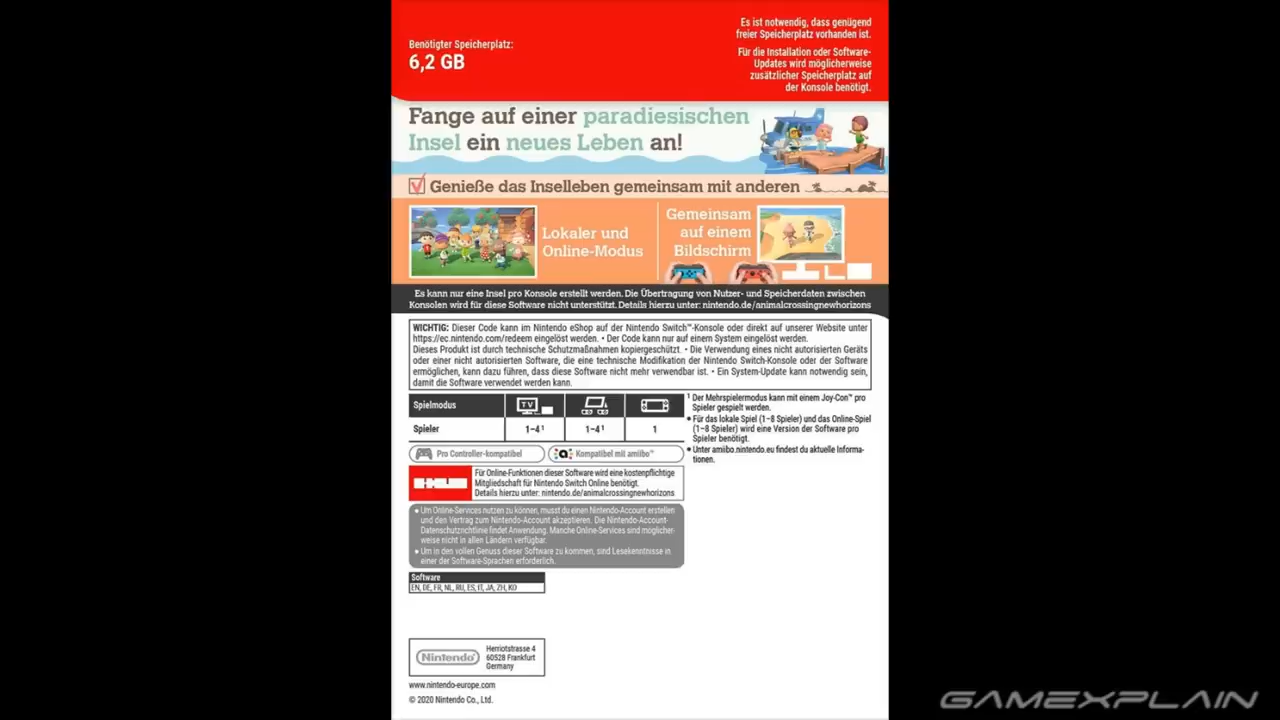 Benötigter Speicherplatz:
6,2 GB
Es ist notwendig, dass genügend
freier Speicherplatz vorhanden ist.
Für die Installation oder Software-
Updates wird möglicherweise
zusätzlicher Speicherplatz auf
der Konsole benötigt.
Fange auf einer paradiesischen
Insel ein neues Leben an!
Genieße das Inselleben gemeinsam mit anderen
Lokaler und
Online-Modus
Gemeinsam
auf einem
Bildschirm
Es kann nur eine Insel pro Konsole erstellt werden. Die Übertragung von Nutzer- und Speicherdaten zwischen
Konsolen wird für diese Software nicht unterstützt. Details hierzu unter: nintendo.de/animalcrossingnewhorizons
WICHTIG: Dieser Code kann im Nintendo eShop auf der Nintendo Switch™-Konsole oder direkt auf unserer Website unter
https://ec.nintendo.com/redeem eingelöst werden. • Der Code kann nur auf einem System eingelöst werden.
Dieses Produkt ist durch technische Schutzmaßnahmen kopiergeschützt. • Die Verwendung eines nicht autorisierten Geräts
oder einer nicht autorisierten Software, die eine technische Modifikation der Nintendo Switch-Konsole oder der Software
ermöglichen, kann dazu führen, dass diese Software nicht mehr verwendbar ist. • Ein System-Update kann notwendig sein,
damit die Software verwendet werden kann.
Spielmodus TV
Spieler 1-4¹ 1-4¹ 1
Pro Controller-kompatibel
Kompatibel mit amiibo™
¹ Der Mehrspielermodus kann mit einem Joy-Con™ pro
Spieler gespielt werden.
• Für das lokale Spiel (1–8 Spieler) und das Online-Spiel
(1–8 Spieler) wird eine Version der Software pro
Spieler benötigt.
• Unter amiibo.nintendo.eu findest du aktuelle Informa-
tionen.
Für Online-Funktionen dieser Software wird eine kostenpflichtige
Mitgliedschaft für Nintendo Switch Online benötigt.
Details hierzu unter: nintendo.de/animalcrossingnewhorizons
• Um Online-Services nutzen zu können, musst du einen Nintendo-Account erstellen
und den Vertrag zum Nintendo-Account akzeptieren. Die Nintendo-Account-
Datenschutzrichtlinie findet Anwendung. Manche Online-Services sind möglicher-
weise nicht in allen Ländern verfügbar.
• Um in den vollen Genuss dieser Software zu kommen, sind Lesekenntnisse in
einer der Software-Sprachen erforderlich.
Software
EN, DE, FR, NL, RU, ES, IT, JA, ZH, KO
Nintendo
Herriotstrasse 4
60528 Frankfurt
Germany
www.nintendo-europe.com
© 2020 Nintendo Co., Ltd.
GAMEXPLAIN